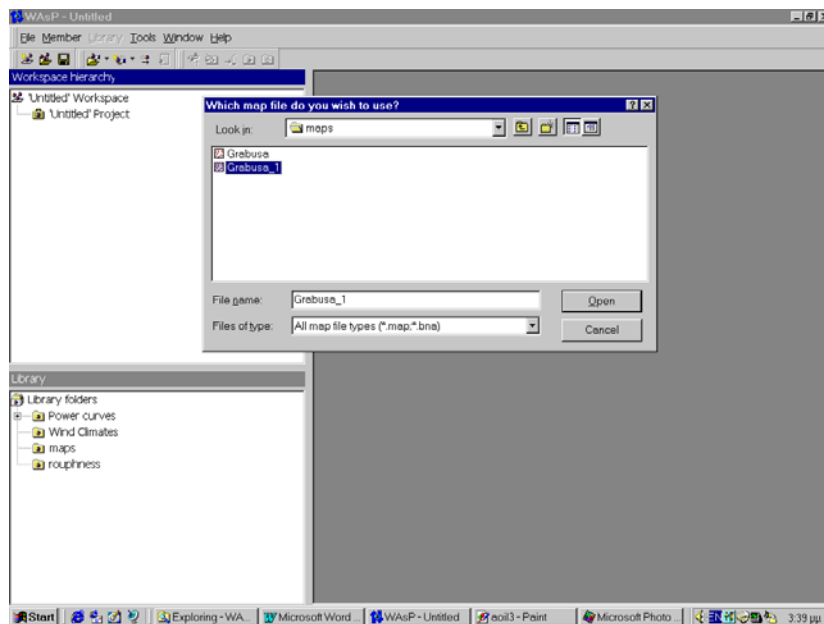 WAsP - Untitled
File Member Library Tools Window Help
Workspace hierarchy
'Untitled' Workspace
'Untitled' Project
Which map file do you wish to use?
Look in: maps
Grabusa
Grabusa_1
File name: Grabusa_1 Open
Files of type: All map file types (*.map;*.bna) Cancel
Library
Library folders
Power curves
Wind Climates
maps
rouphness
Start Exploring - WA... Microsoft Word ... WAsP - Untitled aoil3 - Paint Microsoft Photo ... EN 3:39 μμ